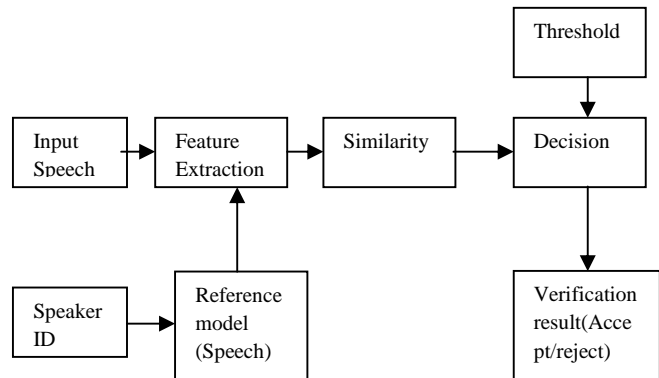 Threshold
Input
Speech
Feature
Extraction
Similarity
Decision
Speaker
ID
Reference
model
(Speech)
Verification
result(Acce
pt/reject)